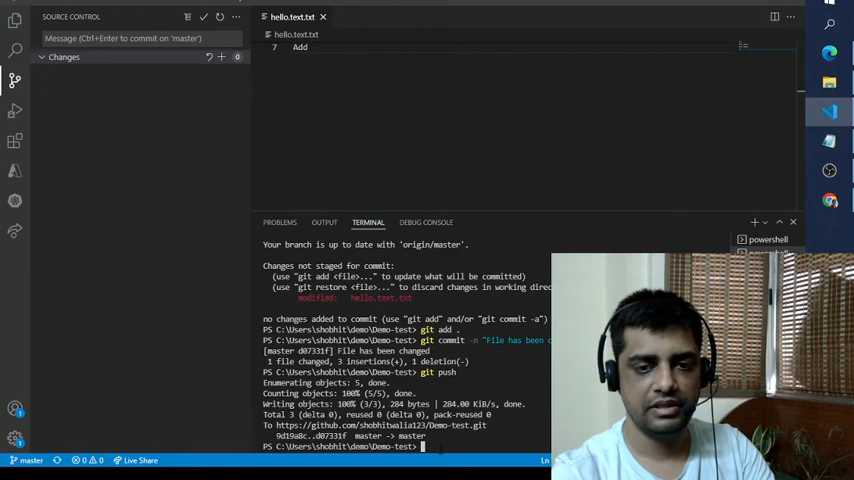 SOURCE CONTROL
Message (Ctrl+Enter to commit on 'master')
Changes
0
hello.text.txt
hello.text.txt
7 Add
PROBLEMS OUTPUT TERMINAL DEBUG CONSOLE
powershell
powershell
Your branch is up to date with 'origin/master'.
Changes not staged for commit:
(use "git add <file>..." to update what will be committed)
(use "git restore <file>..." to discard changes in working direc
modified: hello.text.txt
no changes added to commit (use "git add" and/or "git commit -a")
PS C:\Users\shobhit\demo\Demo-test> git add .
PS C:\Users\shobhit\demo\Demo-test> git commit -m "File has been c
[master d07331f] File has been changed
1 file changed, 3 insertions(+), 1 deletion(-)
PS C:\Users\shobhit\demo\Demo-test> git push
Enumerating objects: 5, done.
Counting objects: 100% (5/5), done.
Writing objects: 100% (3/3), 284 bytes | 284.00 KiB/s, done.
Total 3 (delta 0), reused 0 (delta 0), pack-reused 0
To https://github.com/shobhitwalia123/Demo-test.git
9d19a8c..d07331f master -> master
PS C:\Users\shobhit\demo\Demo-test>
1
1
master 0 0 Live Share
Ln